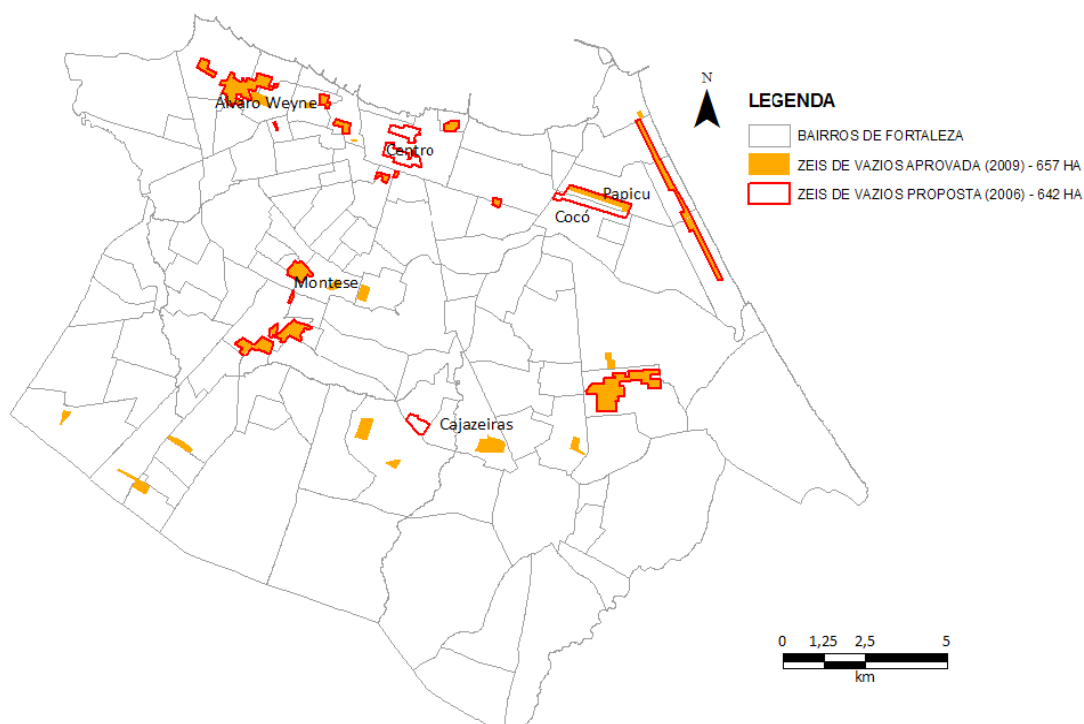 N
LEGENDA
BAIRROS DE FORTALEZA
ZEIS DE VAZIOS APROVADA (2009) - 657 HA
ZEIS DE VAZIOS PROPOSTA (2006) - 642 HA
Alvaro Weyne
Centro
Papicu
Cocó
Montese
Cajazeiras
0 1,25 2,5 5
km